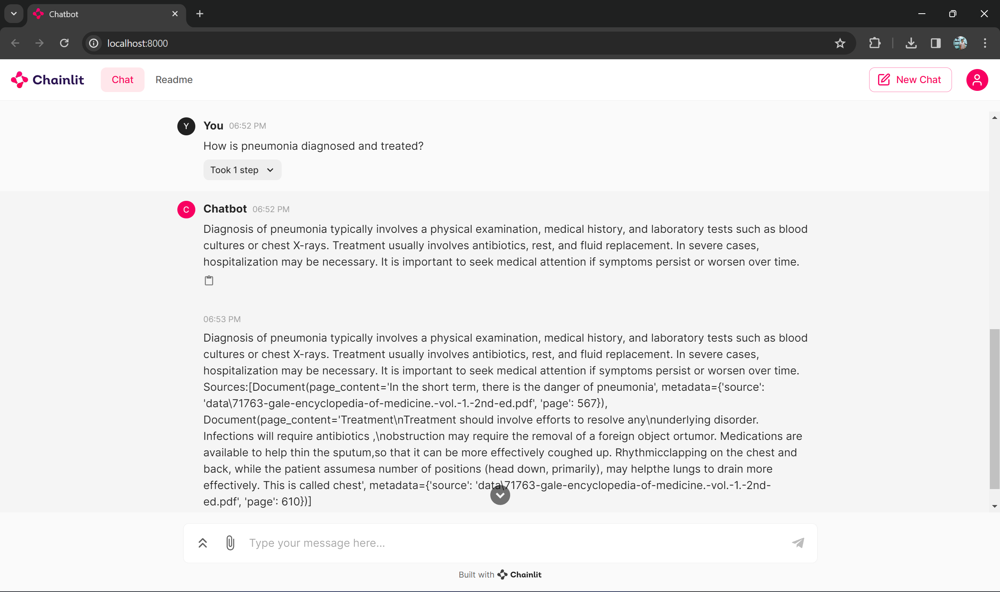 Chatbot
localhost:8000
Chainlit
Chat
Readme
New Chat
Y
You 06:52 PM
How is pneumonia diagnosed and treated?
Took 1 step
C
Chatbot 06:52 PM
Diagnosis of pneumonia typically involves a physical examination, medical history, and laboratory tests such as blood
cultures or chest X-rays. Treatment usually involves antibiotics, rest, and fluid replacement. In severe cases,
hospitalization may be necessary. It is important to seek medical attention if symptoms persist or worsen over time.
06:53 PM
Diagnosis of pneumonia typically involves a physical examination, medical history, and laboratory tests such as blood
cultures or chest X-rays. Treatment usually involves antibiotics, rest, and fluid replacement. In severe cases,
hospitalization may be necessary. It is important to seek medical attention if symptoms persist or worsen over time.
Sources:[Document(page_content='In the short term, there is the danger of pneumonia', metadata={'source':
'data\71763-gale-encyclopedia-of-medicine.-vol.-1.-2nd-ed.pdf', 'page': 567}),
Document(page_content='Treatment\nTreatment should involve efforts to resolve any\nunderlying disorder.
Infections will require antibiotics ,\nobstruction may require the removal of a foreign object ortumor. Medications are
available to help thin the sputum,so that it can be more effectively coughed up. Rhythmicclapping on the chest and
back, while the patient assumesa number of positions (head down, primarily), may helpthe lungs to drain more
effectively. This is called chest', metadata={'source': 'data\71763-gale-encyclopedia-of-medicine.-vol.-1.-2nd-
ed.pdf', 'page': 610})]
Type your message here...
Built with Chainlit